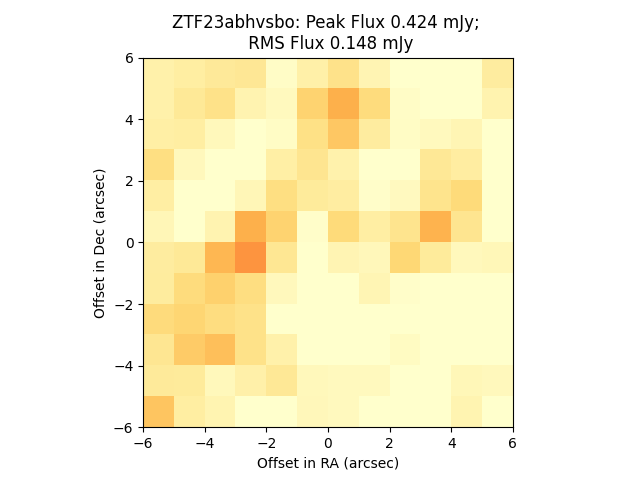 ZTF23abhvsbo: Peak Flux 0.424 mJy;
RMS Flux 0.148 mJy
6
4
2
0
−2
−4
−6
Offset in Dec (arcsec)
−6 −4 −2 0 2 4 6
Offset in RA (arcsec)